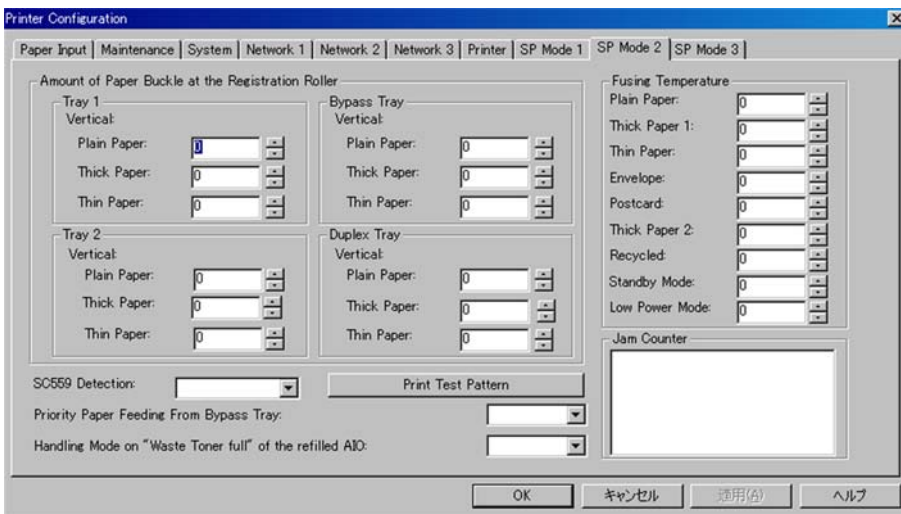 Printer Configuration
Paper Input | Maintenance | System | Network 1 | Network 2 | Network 3 | Printer | SP Mode 1 | SP Mode 2 | SP Mode 3
Amount of Paper Buckle at the Registration Roller
Tray 1
Vertical:
Plain Paper: 0
Thick Paper: 0
Thin Paper: 0
Bypass Tray
Vertical:
Plain Paper: 0
Thick Paper: 0
Thin Paper: 0
Tray 2
Vertical:
Plain Paper: 0
Thick Paper: 0
Thin Paper: 0
Duplex Tray
Vertical:
Plain Paper: 0
Thick Paper: 0
Thin Paper: 0
SC559 Detection:
Print Test Pattern
Priority Paper Feeding From Bypass Tray:
Handling Mode on "Waste Toner full" of the refilled AIO:
Fusing Temperature
Plain Paper: 0
Thick Paper 1: 0
Thin Paper: 0
Envelope: 0
Postcard: 0
Thick Paper 2: 0
Recycled: 0
Standby Mode: 0
Low Power Mode: 0
Jam Counter
OK
キャンセル
適用(A)
ヘルプ